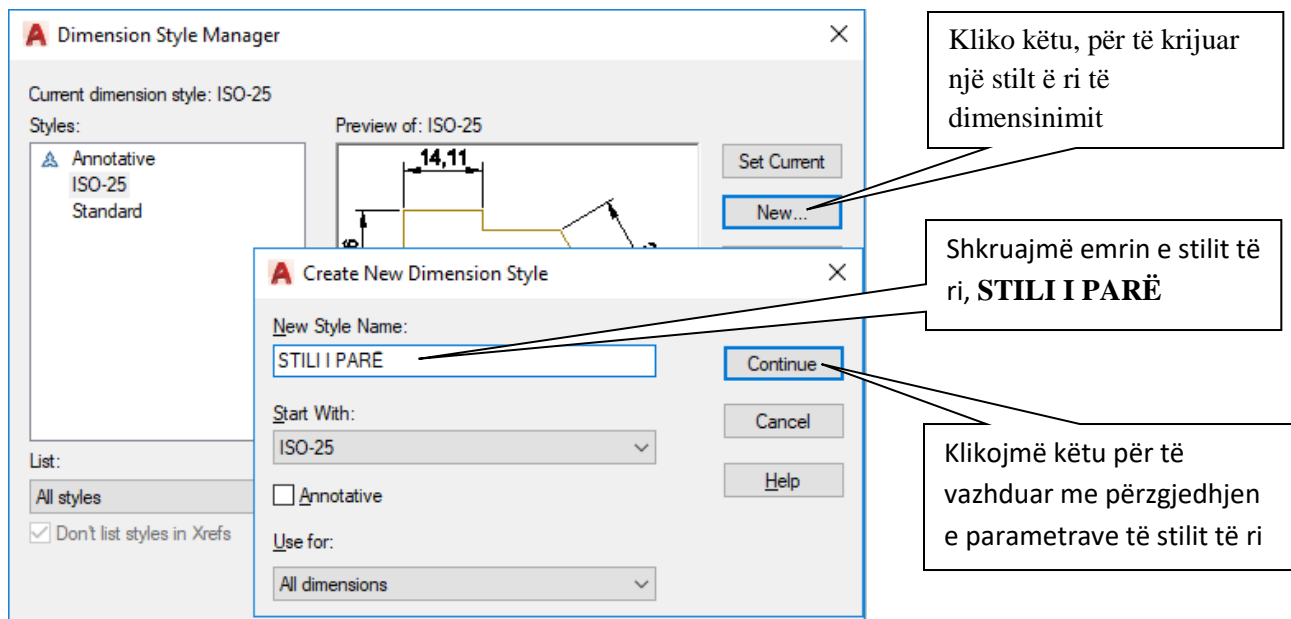 Dimension Style Manager
Current dimension style: ISO-25
Styles:
Annotative
ISO-25
Standard
Preview of: ISO-25
14,11
Set Current
New...
Create New Dimension Style
New Style Name:
STILI I PARË
Start With:
ISO-25
Annotative
Use for:
All dimensions
Continue
Cancel
Help
List:
All styles
Don't list styles in Xrefs
Kliko këtu, për të krijuar
një stilt ë ri të
dimensinimit
Shkruajmë emrin e stilit të
ri, STILI I PARË
Klikojmë këtu për të
vazhduar me përzgjedhjen
e parametrave të stilit të ri